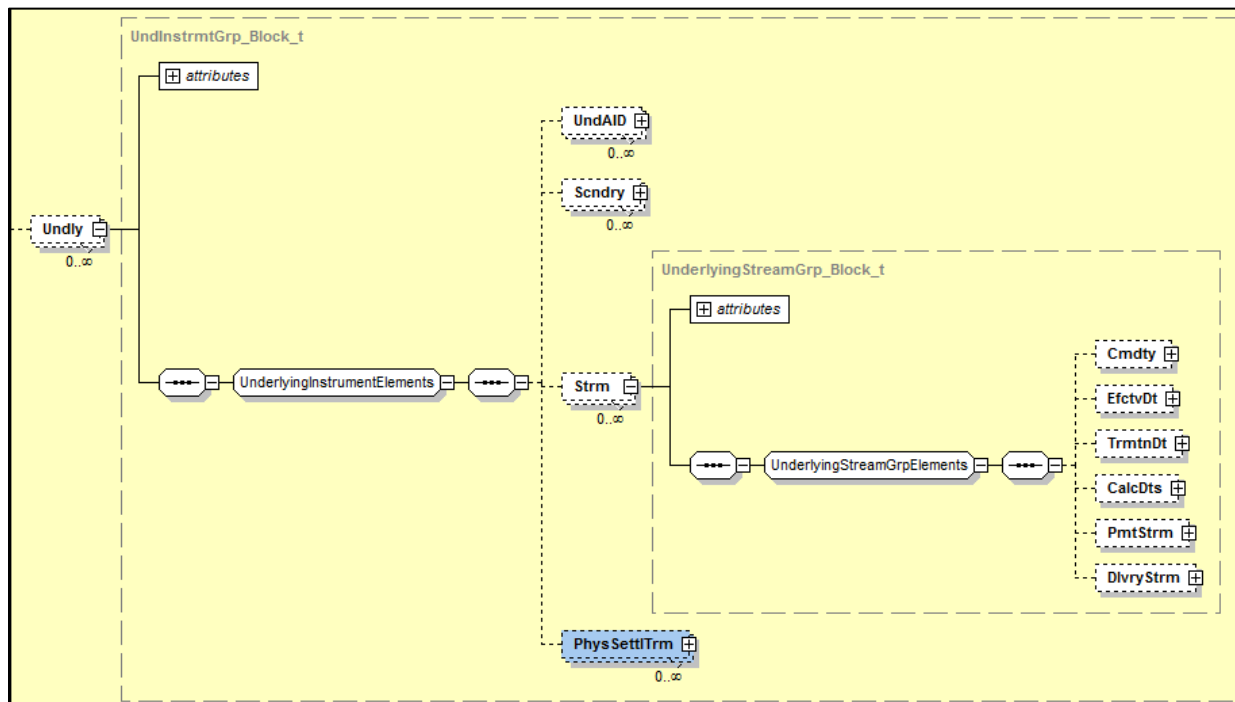 UndInstrmtGrp_Block_t
attributes
UndAID
0..∞
Scndry
0..∞
Undly
0..∞
UnderlyingStreamGrp_Block_t
attributes
UnderlyingInstrumentElements
Strm
0..∞
Cmdty
EfctvDt
TrmtnDt
UnderlyingStreamGrpElements
CalcDts
PmtStrm
DlvryStrm
PhysSettlTrm
0..∞